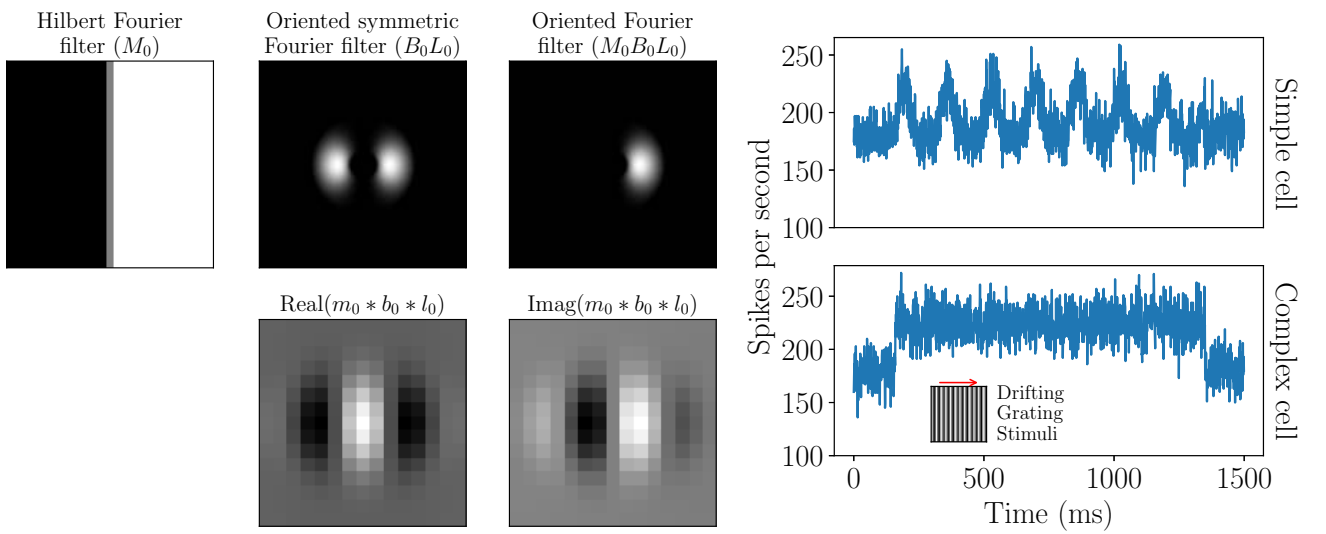 Hilbert Fourier
filter (M₀)
Oriented symmetric
Fourier filter (B₀L₀)
Oriented Fourier
filter (M₀B₀L₀)
Real(m₀ ∗ b₀ ∗ l₀)
Imag(m₀ ∗ b₀ ∗ l₀)
Spikes per second
250
200
150
100
Simple cell
250
200
150
100
Complex cell
Drifting
Grating
Stimuli
0
500
1000
1500
Time (ms)